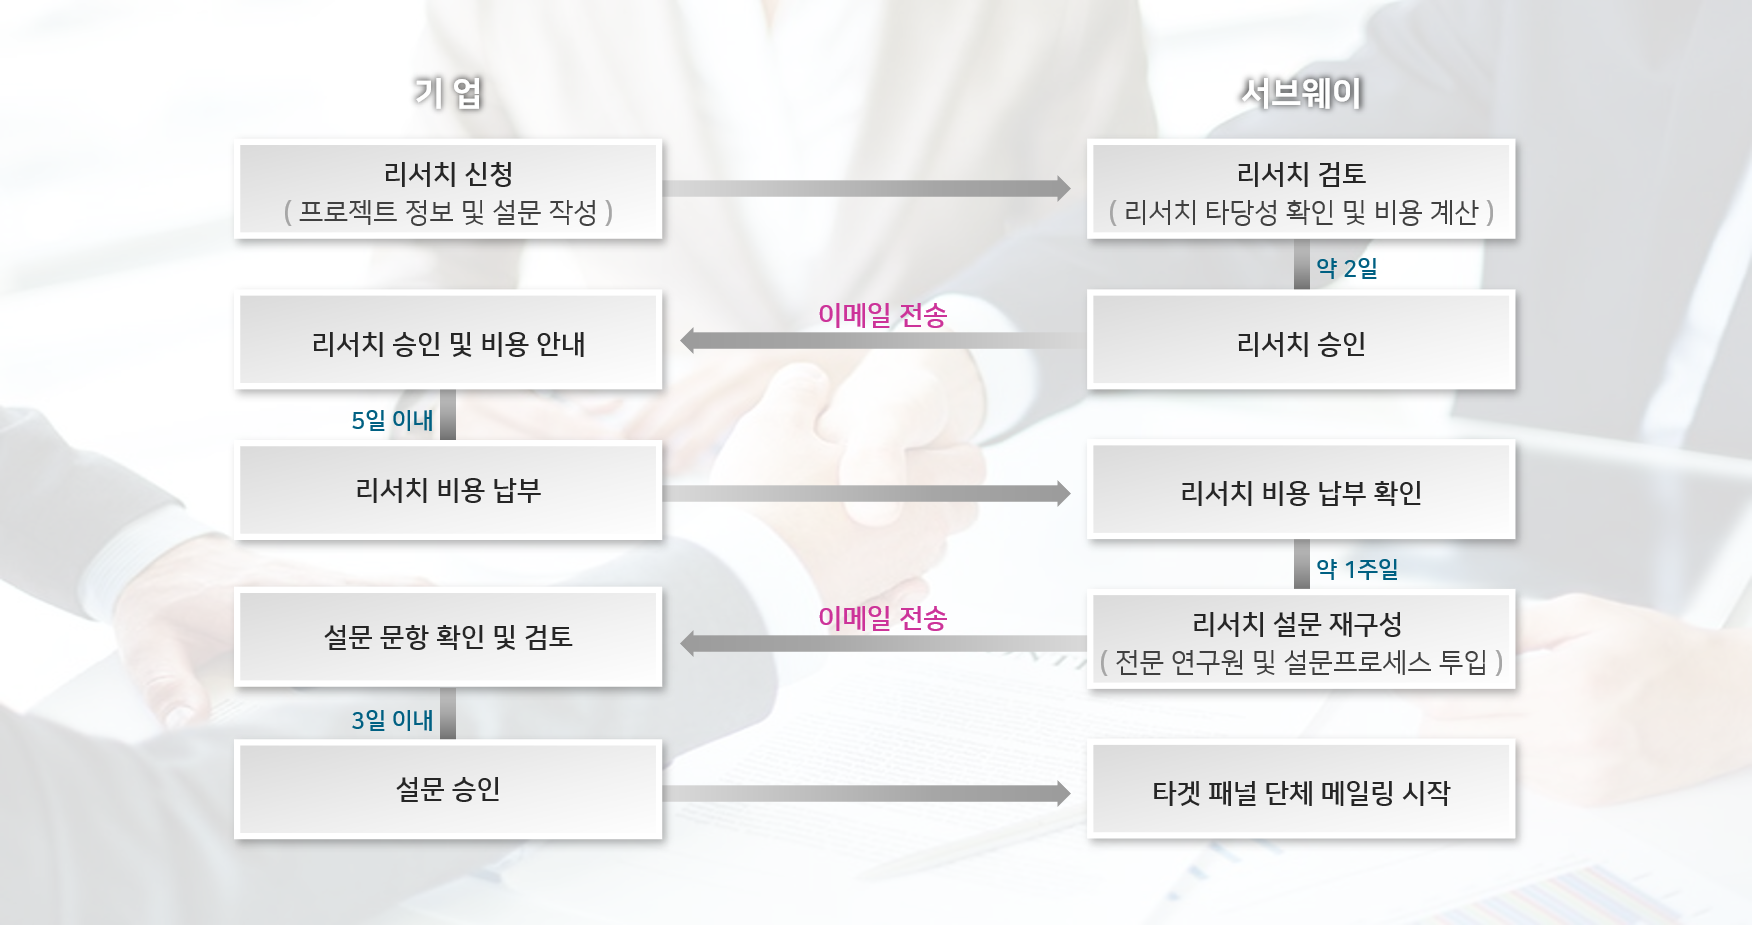 기 업
서브웨이
리서치 신청
( 프로젝트 정보 및 설문 작성 )
리서치 검토
( 리서치 타당성 확인 및 비용 계산 )
약 2일
이메일 전송
리서치 승인 및 비용 안내
리서치 승인
5일 이내
리서치 비용 납부
리서치 비용 납부 확인
약 1주일
이메일 전송
설문 문항 확인 및 검토
리서치 설문 재구성
( 전문 연구원 및 설문프로세스 투입 )
3일 이내
설문 승인
타겟 패널 단체 메일링 시작